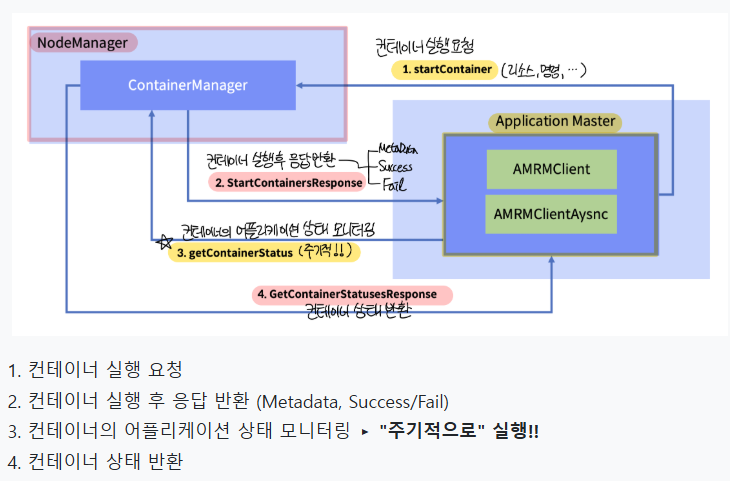 NodeManager
ContainerManager
컨테이너 실행 요청
1. startContainer (리소스, 명령, …)
Application Master
AMRMClient
AMRMClientAysnc
컨테이너 실행 후 응답 반환
MetaData
Success
Fail
2. StartContainersResponse
컨테이너의 어플리케이션 상태 모니터링
3. getContainerStatus (주기적!!)
4. GetContainerStatusesResponse
컨테이너 상태 반환
1. 컨테이너 실행 요청
2. 컨테이너 실행 후 응답 반환 (Metadata, Success/Fail)
3. 컨테이너의 어플리케이션 상태 모니터링 ▸ "주기적으로" 실행!!
4. 컨테이너 상태 반환